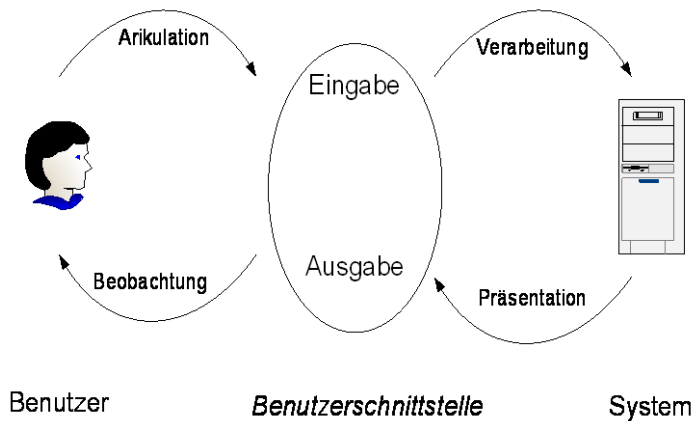 Arikulation
Verarbeitung
Eingabe
Ausgabe
Beobachtung
Präsentation
Benutzer
Benutzerschnittstelle
System